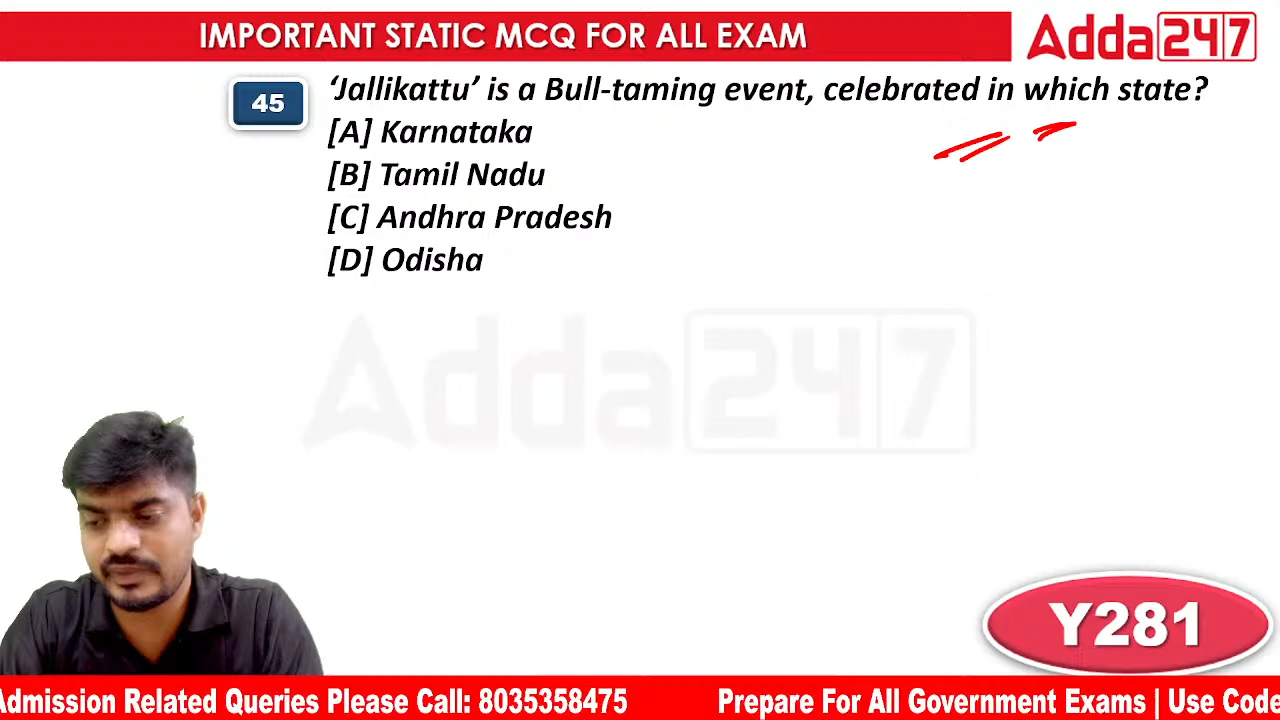 IMPORTANT STATIC MCQ FOR ALL EXAM
Adda247
45
‘Jallikattu’ is a Bull-taming event, celebrated in which state?
[A] Karnataka
[B] Tamil Nadu
[C] Andhra Pradesh
[D] Odisha
Adda247
Y281
Admission Related Queries Please Call: 8035358475 Prepare For All Government Exams | Use Code